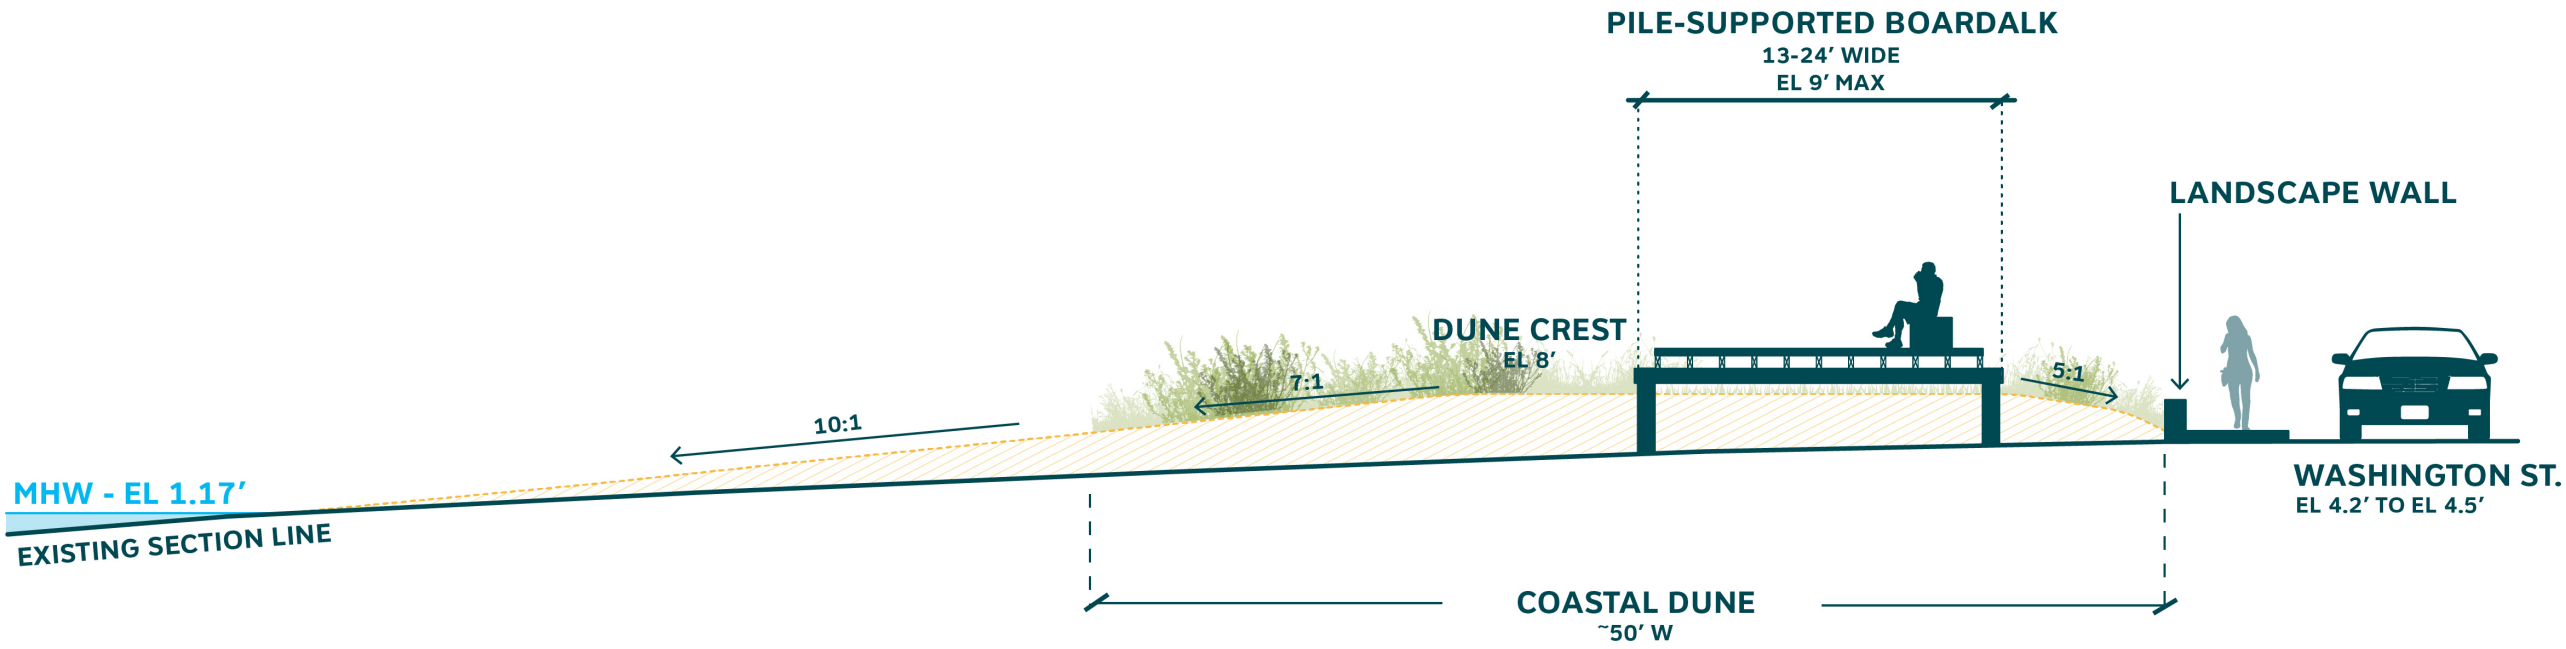 PILE-SUPPORTED BOARDALK
13-24’ WIDE
EL 9’ MAX
LANDSCAPE WALL
DUNE CREST
EL 8’
7:1
5:1
10:1
MHW - EL 1.17’
EXISTING SECTION LINE
WASHINGTON ST.
EL 4.2’ TO EL 4.5’
COASTAL DUNE
~50’ W